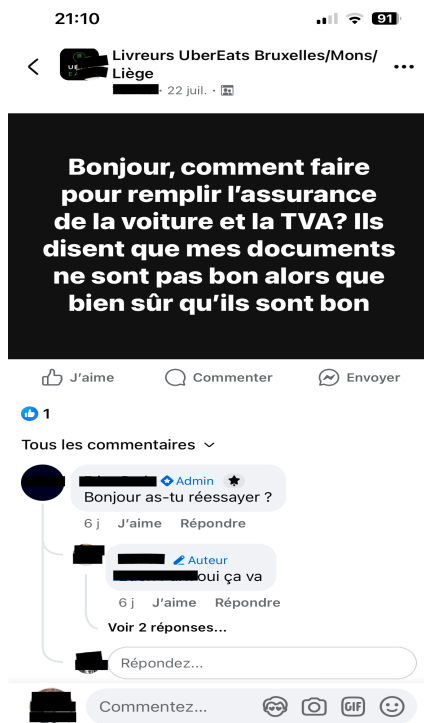 21:10
91
Livreurs UberEats Bruxelles/Mons/
Liège
· 22 juil. ·
Bonjour, comment faire
pour remplir l'assurance
de la voiture et la TVA? Ils
disent que mes documents
ne sont pas bon alors que
bien sûr qu'ils sont bon
J'aime Commenter Envoyer
1
Tous les commentaires
Admin
Bonjour as-tu réessayer ?
6 j J'aime Répondre
Auteur
oui ça va
6 j J'aime Répondre
Voir 2 réponses...
Répondez...
Commentez... GIF